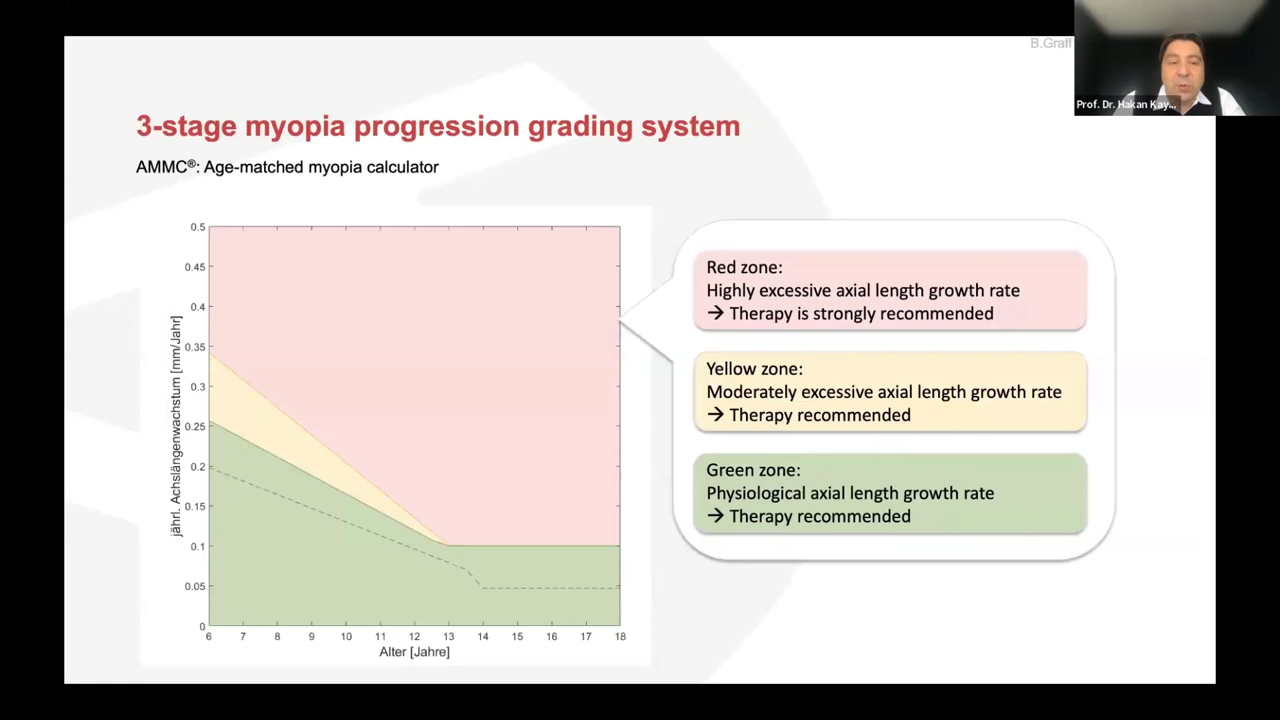 B.Graff
Prof. Dr. Hakan Kay...
3-stage myopia progression grading system
AMMC®: Age-matched myopia calculator
jährl. Achslängenwachstum [mm/Jahr]
0.5
0.45
0.4
0.35
0.3
0.25
0.2
0.15
0.1
0.05
0
6 7 8 9 10 11 12 13 14 15 16 17 18
Alter [Jahre]
Red zone:
Highly excessive axial length growth rate
→ Therapy is strongly recommended
Yellow zone:
Moderately excessive axial length growth rate
→ Therapy recommended
Green zone:
Physiological axial length growth rate
→ Therapy recommended